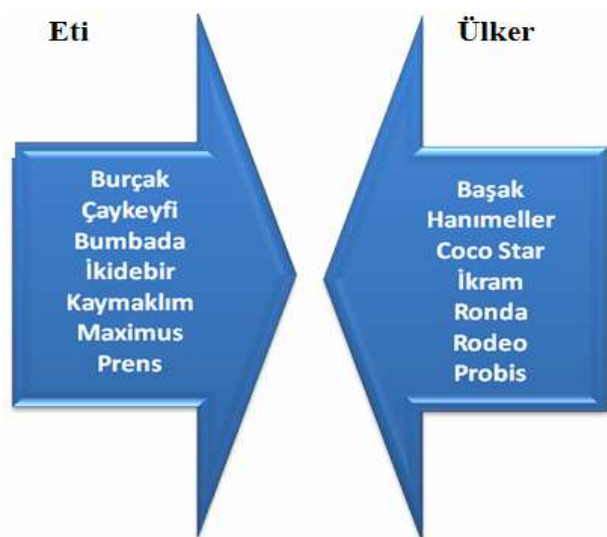 Eti
Burçak
Çaykeyfi
Bumbada
İkidebir
Kaymaklım
Maximus
Prens
Ülker
Başak
Hanımeller
Coco Star
İkram
Ronda
Rodeo
Probis